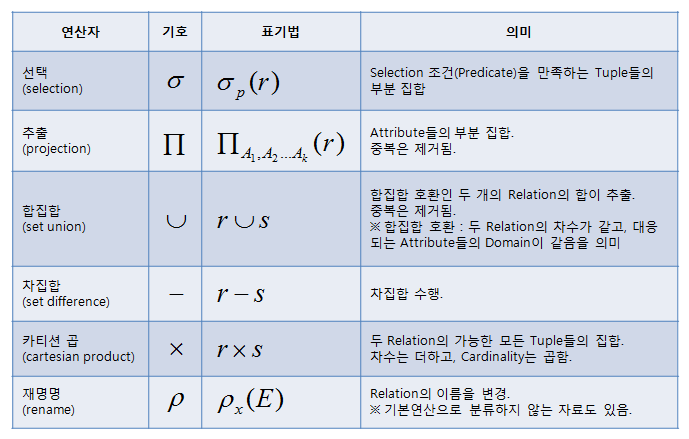 연산자 기호 표기법 의미
선택
(selection)
σ
σ_p(r)
Selection 조건(Predicate)을 만족하는 Tuple들의
부분 집합
추출
(projection)
∏
∏_{A_1,A_2…A_k}(r)
Attribute들의 부분 집합.
중복은 제거됨.
합집합
(set union)
∪
r ∪ s
합집합 호환인 두 개의 Relation의 합이 추출.
중복은 제거됨.
※ 합집합 호환 : 두 Relation의 차수가 같고, 대응
되는 Attribute들의 Domain이 같음을 의미
차집합
(set difference)
−
r − s
차집합 수행.
카티션 곱
(cartesian product)
×
r × s
두 Relation의 가능한 모든 Tuple들의 집합.
차수는 더하고, Cardinality는 곱함.
재명명
(rename)
ρ
ρ_x(E)
Relation의 이름을 변경.
※ 기본연산으로 분류하지 않는 자료도 있음.